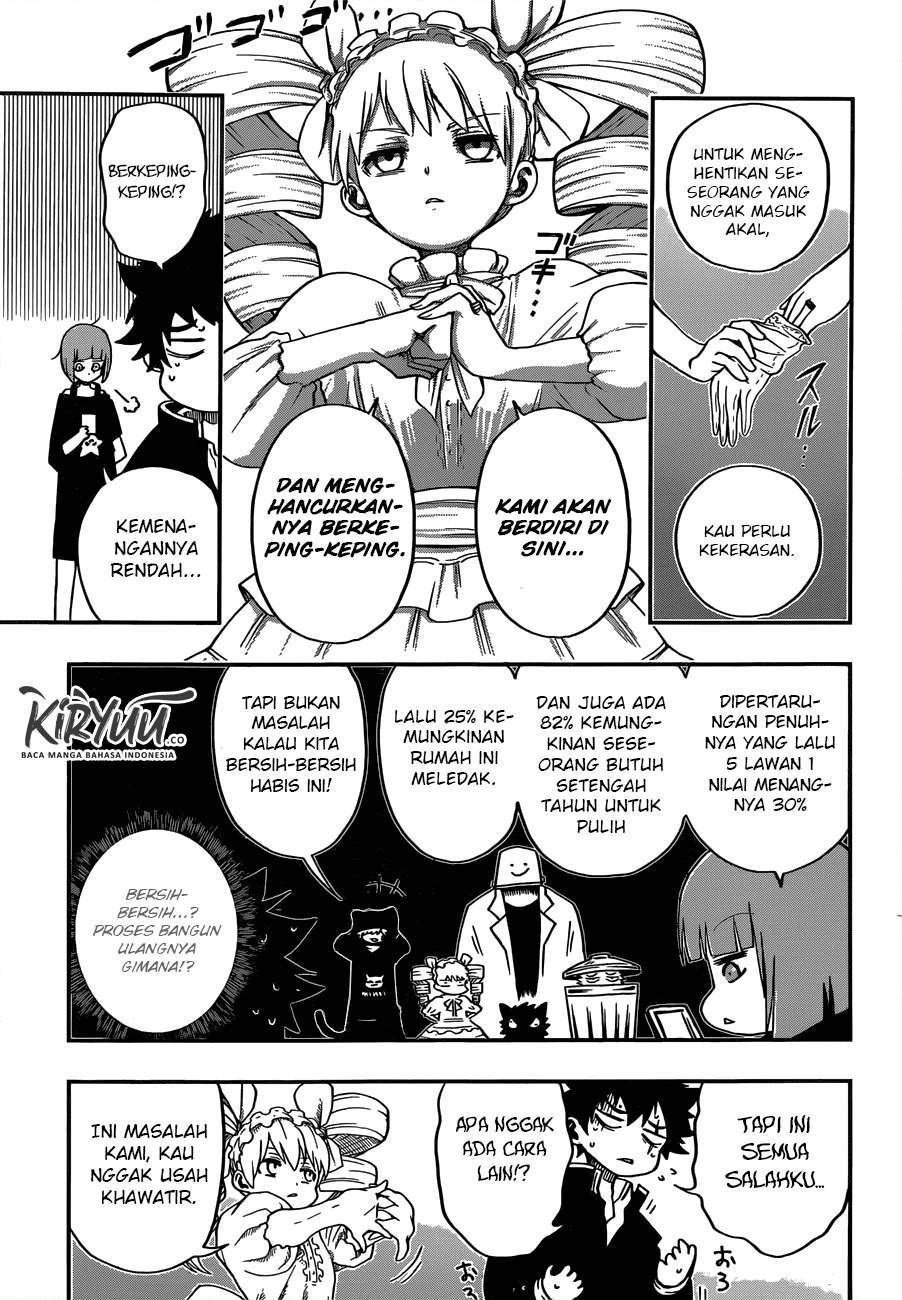 ゴゴゴ
UNTUK MENG-
HENTIKAN SE-
SEORANG YANG
NGGAK MASUK
AKAL,
スル...
KAU PERLU
KEKERASAN.
ゴキ...
KAMI AKAN
BERDIRI DI
SINI...
DAN MENG-
HANCURKAN-
NYA BERKE-
PING-KEPING.
BERKEPING-
KEPING!?
KEMENA-
NGANNYA
RENDAH...
DIPERTARU-
NGAN PENUH-
NYA YANG LALU
5 LAWAN 1
NILAI MENANG-
NYA 30%
DAN JUGA ADA
82% KEMUNG-
KINAN SESE-
ORANG BUTUH
SETENGAH
TAHUN UNTUK
PULIH
LALU 25% KE-
MUNGKINAN
RUMAH INI
MELEDAK.
TAPI BUKAN
MASALAH
KALAU KITA
BERSIH-BERSIH
HABIS INI!
BERSIH-
BERSIH...?
PROSES BANGUN
ULANGNYA
GIMANA!?
KIRYUU.CO
BACA MANGA BAHASA INDONESIA
TAPI INI
SEMUA
SALAHKU...
APA NGGAK
ADA CARA
LAIN!?
おろ
おろ
INI MASALAH
KAMI, KAU
NGGAK USAH
KHAWATIR.